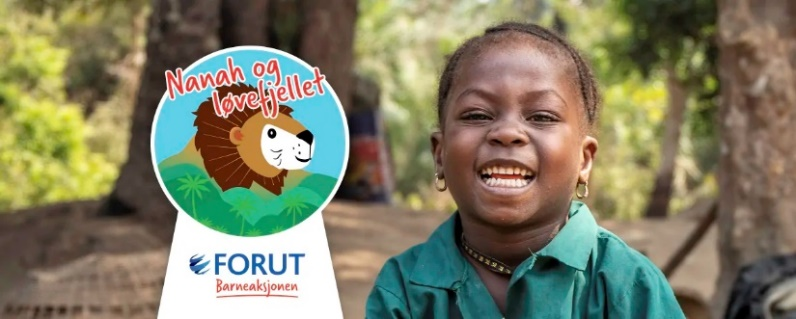 Nanah og
løvefjellet
FORUT
Barneaksjonen